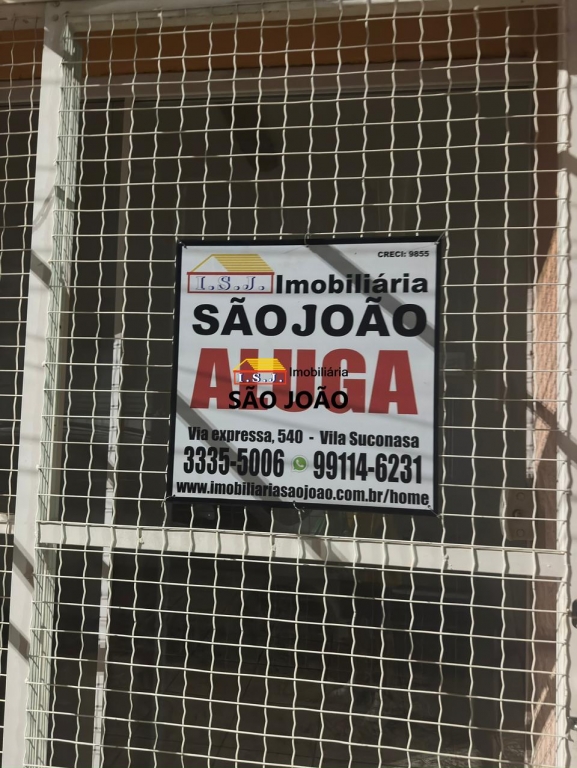 CRECI: 9855
I.S.J. Imobiliária
SÃO JOÃO
ALUGA
I.S.J. Imobiliária
SÃO JOÃO
Via expressa, 540 - Vila Suconasa
3335-5006 99114-6231
www.imobiliariasaojoao.com.br/home